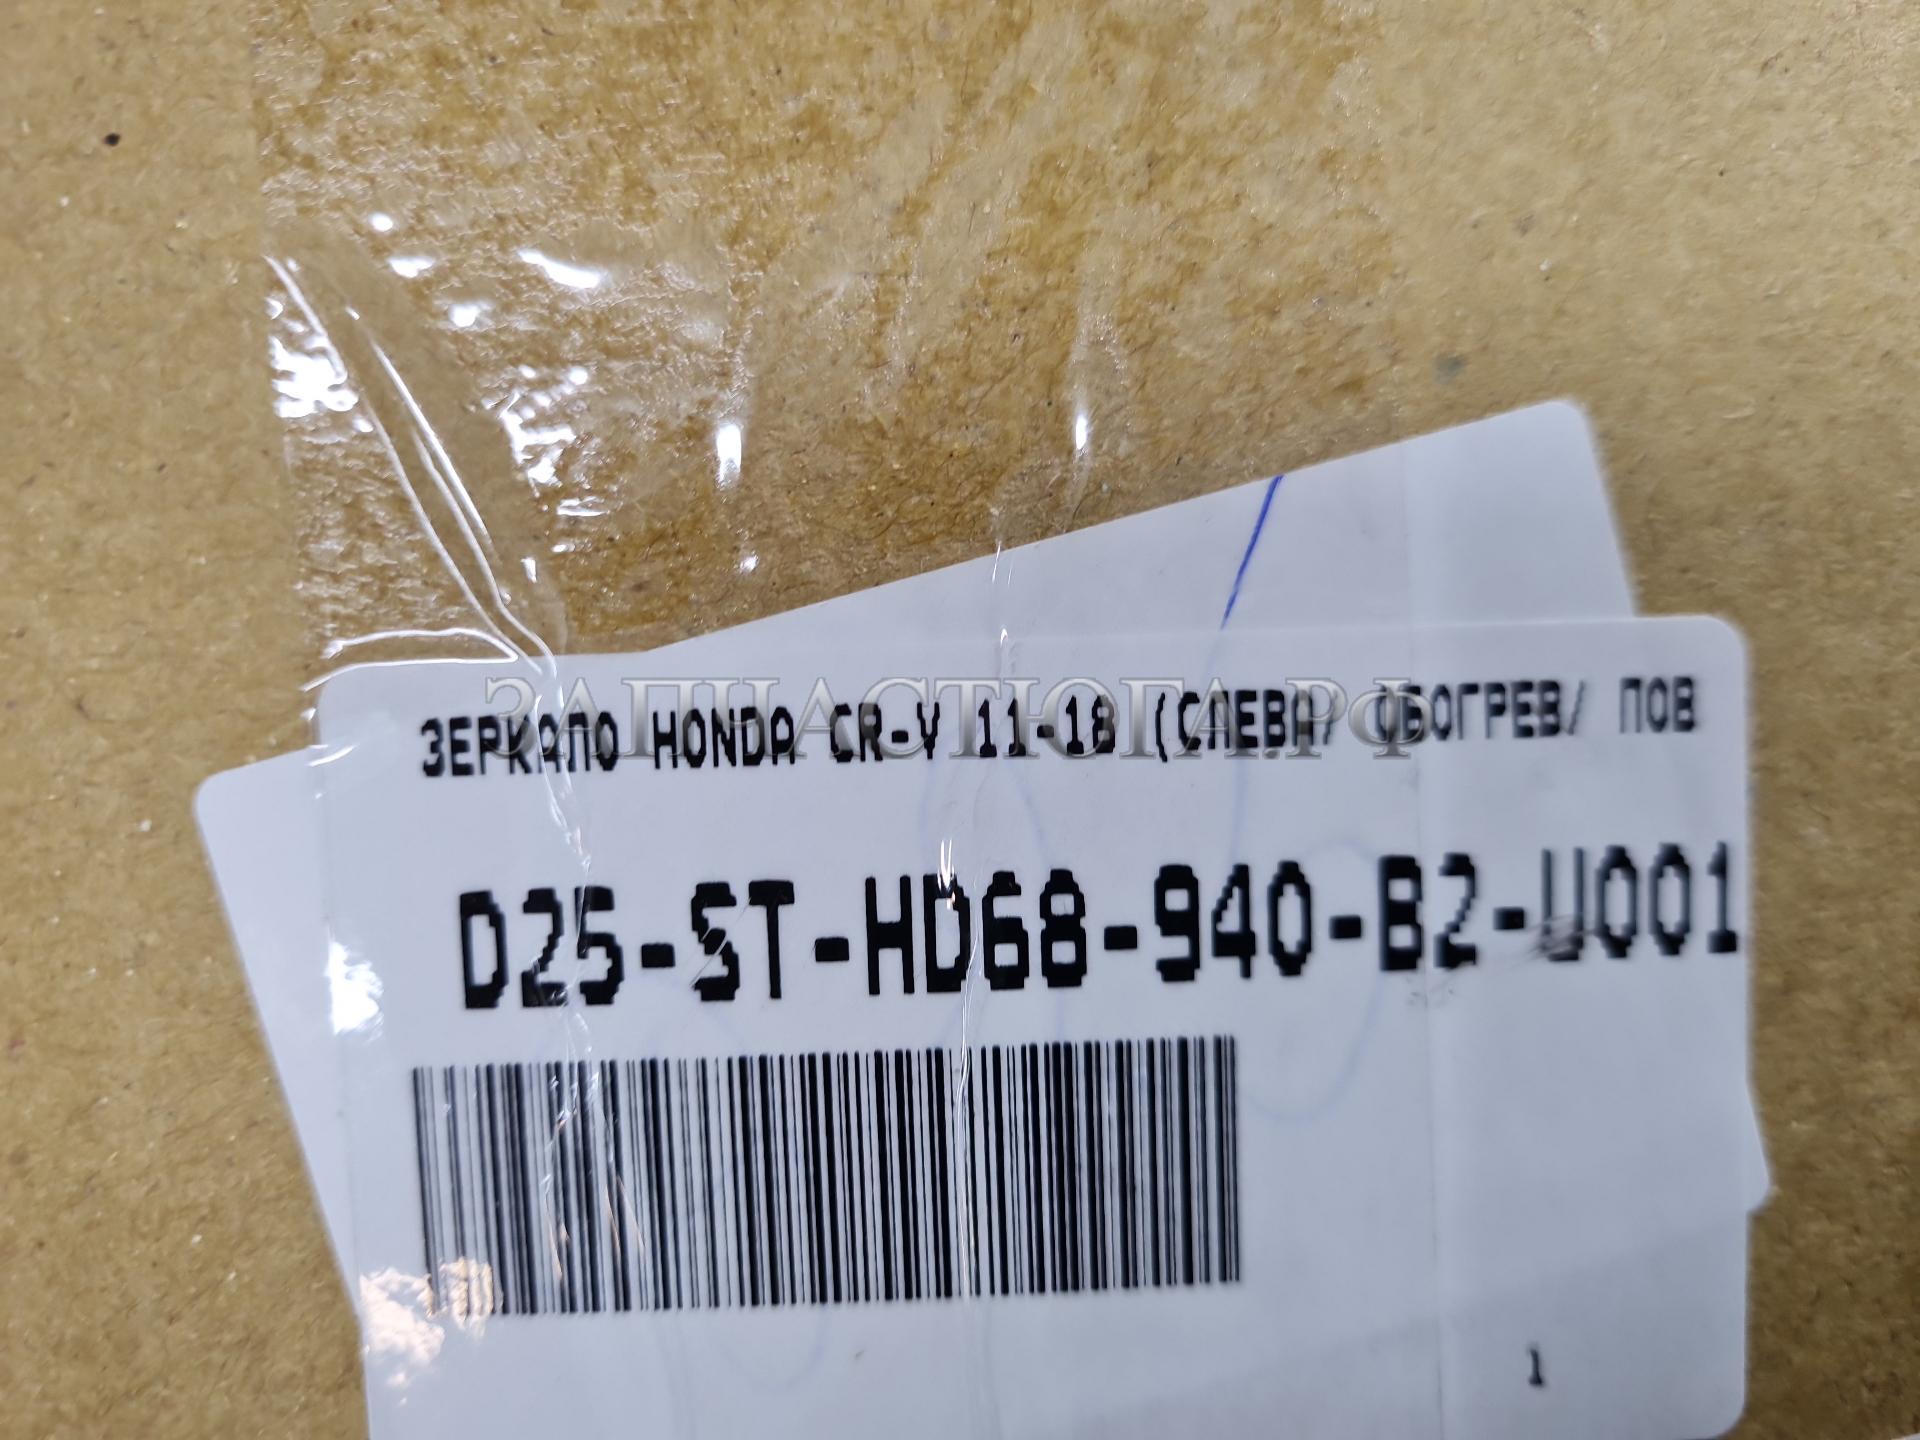 ЗАПЧАСТЮГА.РФ
ЗЕРКАЛО HONDA CR-V 11-18 (СЛЕВА/ ОБОГРЕВ/ ПОВ
D25-ST-HD68-940-B2-U001
1